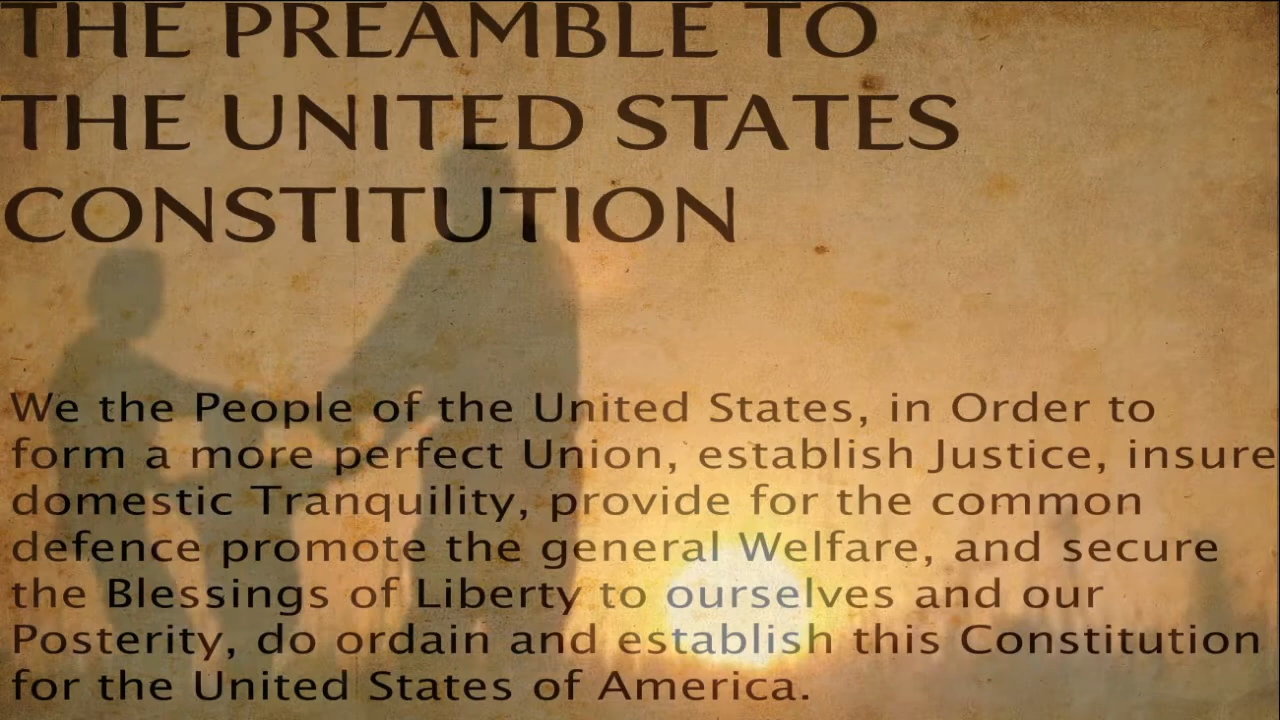 THE PREAMBLE TO
THE UNITED STATES
CONSTITUTION
We the People of the United States, in Order to
form a more perfect Union, establish Justice, insure
domestic Tranquility, provide for the common
defence promote the general Welfare, and secure
the Blessings of Liberty to ourselves and our
Posterity, do ordain and establish this Constitution
for the United States of America.